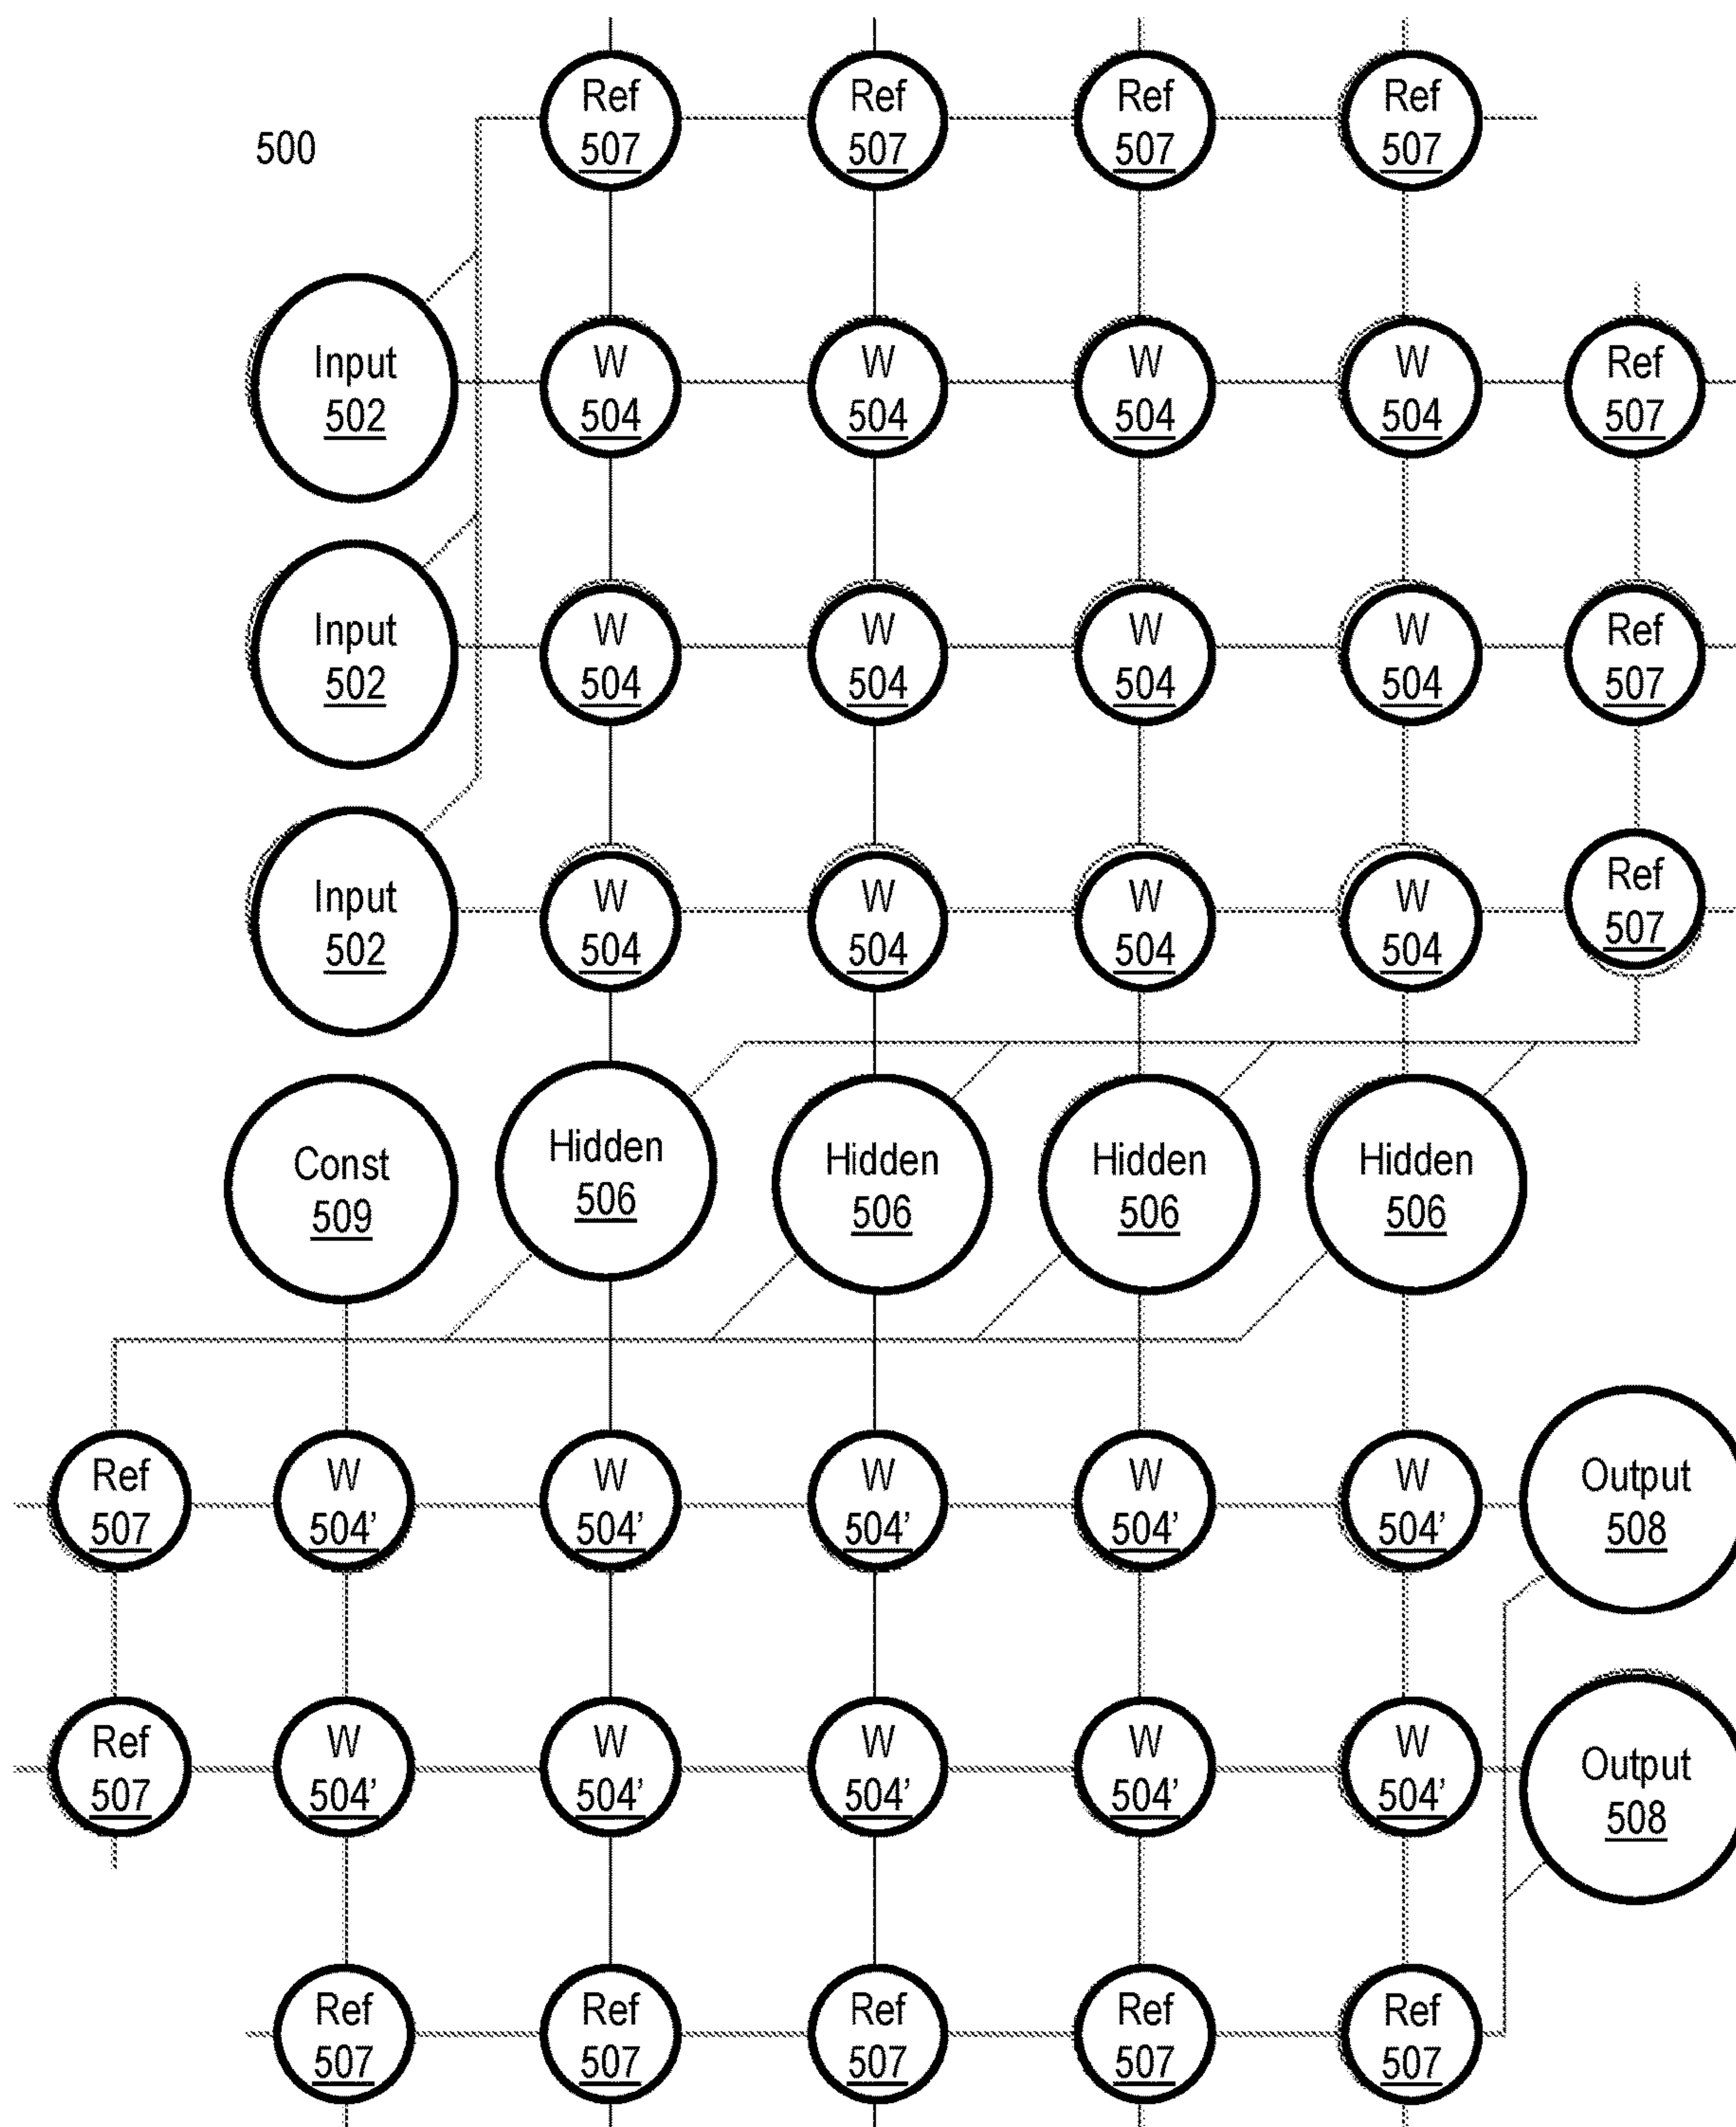 Ref Ref Ref Ref
500 507 507 507 507
Input W W W W Ref
502 504 504 504 504 507
Input W W W W Ref
502 504 504 504 504 507
Input W W W W Ref
502 504 504 504 504 507
Const Hidden Hidden Hidden Hidden
509 506 506 506 506
Ref W W W W W Output
507 504' 504' 504' 504' 504' 508
Ref W W W W W Output
507 504' 504' 504' 504' 504' 508
Ref Ref Ref Ref Ref
507 507 507 507 507